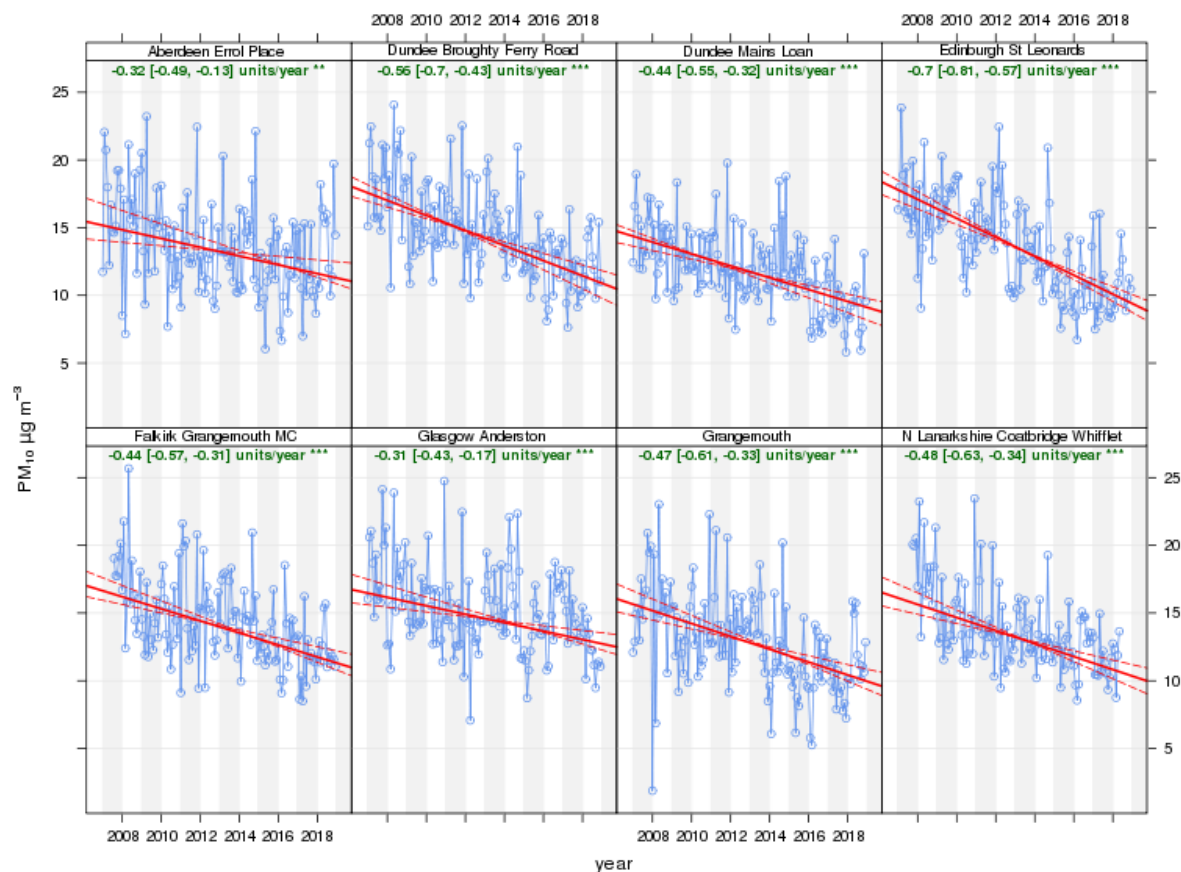 2008 2010 2012 2014 2016 2018 2008 2010 2012 2014 2016 2018
Aberdeen Errol Place Dundee Broughty Ferry Road Dundee Mains Loan Edinburgh St Leonards
-0.32 [-0.49, -0.13] units/year ** -0.56 [-0.7, -0.43] units/year *** -0.44 [-0.55, -0.32] units/year *** -0.7 [-0.81, -0.57] units/year ***
25
20
15
10
5
Falkirk Grangemouth MC Glasgow Anderston Grangemouth N Lanarkshire Coatbridge Whifflet
-0.44 [-0.57, -0.31] units/year *** -0.31 [-0.43, -0.17] units/year *** -0.47 [-0.61, -0.33] units/year *** -0.48 [-0.63, -0.34] units/year ***
25
20
15
10
5
PM₁₀ µg m⁻³
2008 2010 2012 2014 2016 2018 2008 2010 2012 2014 2016 2018
year